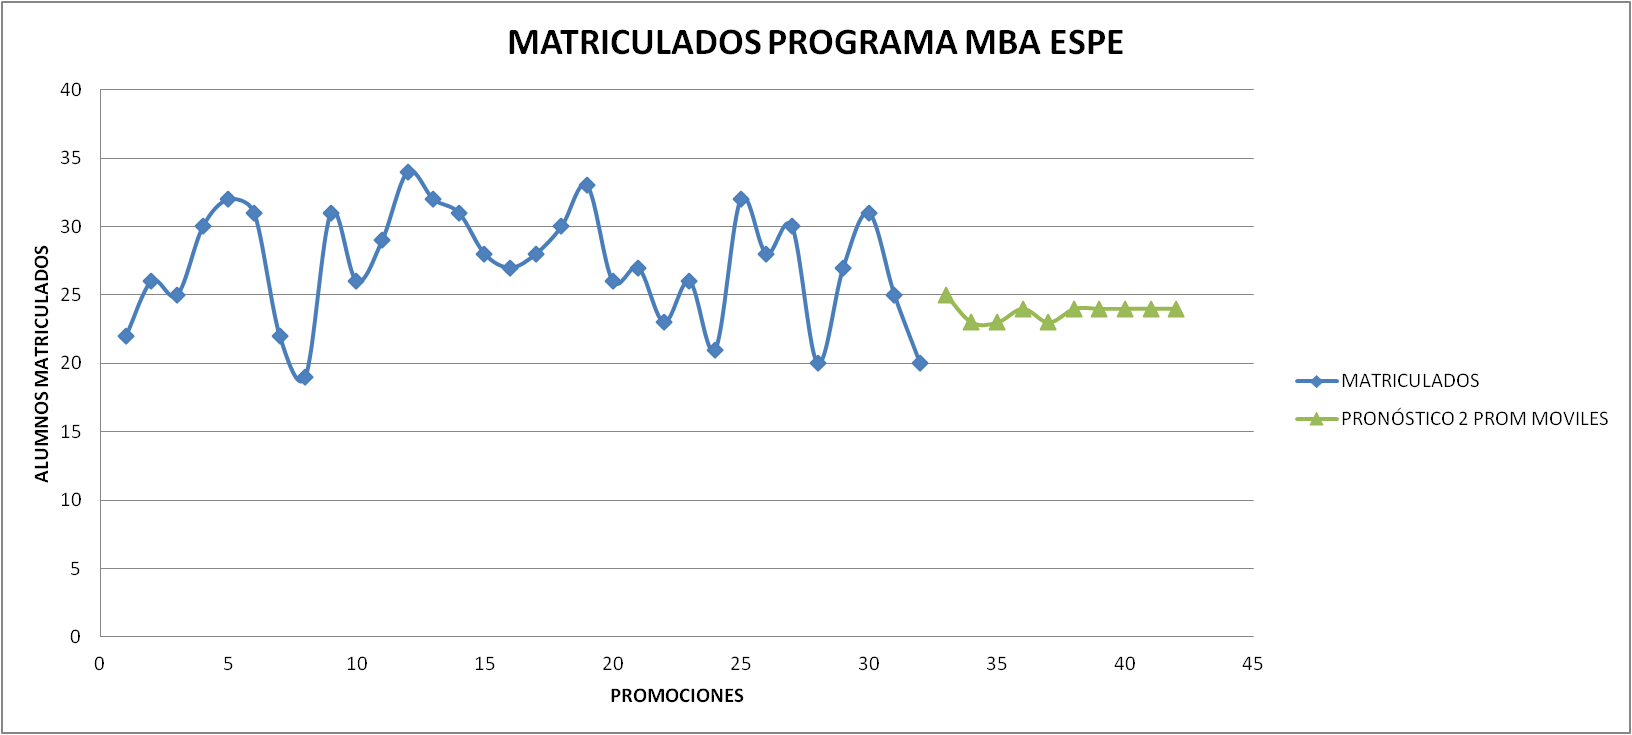 MATRICULADOS PROGRAMA MBA ESPE
40
35
30
25
20
15
10
5
0
ALUMNOS MATRICULADOS
0 5 10 15 20 25 30 35 40 45
PROMOCIONES
MATRICULADOS
PRONÓSTICO 2 PROM MOVILES